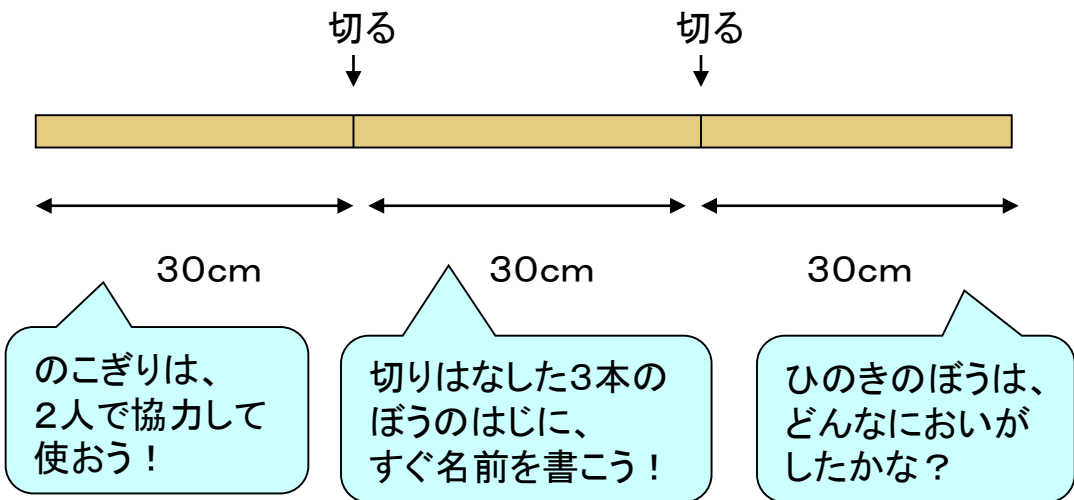 切る
切る
30cm
30cm
30cm
のこぎりは、
2人で協力して
使おう！
切りはなした3本の
ぼうのはじに、
すぐ名前を書こう！
ひのきのぼうは、
どんなにおいが
したかな？